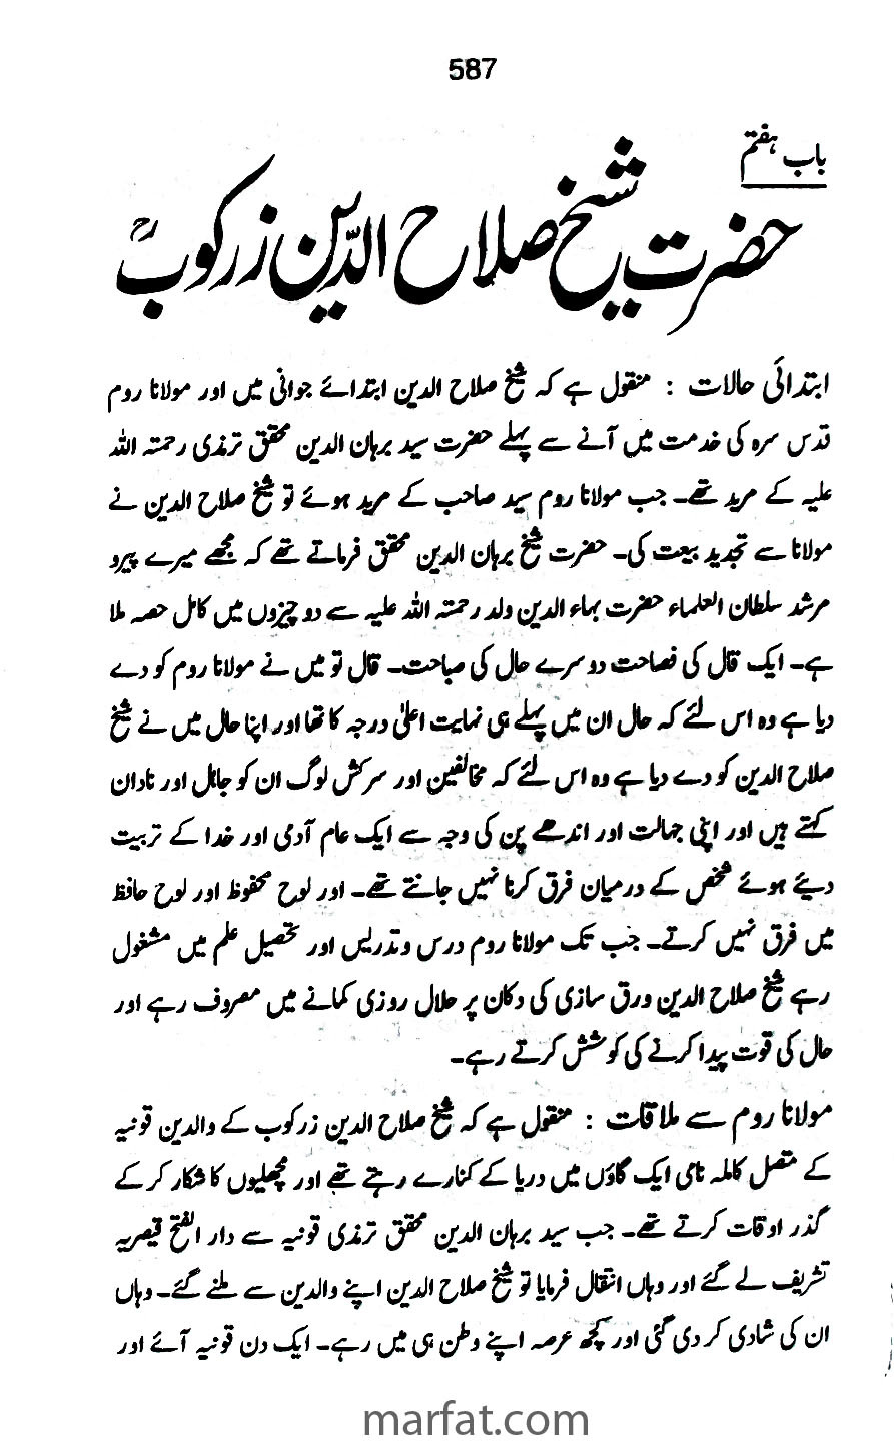 587
باب ہفتم
حضرت شیخ صلاح الدّین زرکوبؒ
ابتدائی حالات : منقول ہے کہ شیخ صلاح الدین ابتدائے جوانی میں اور مولانا روم
قدس سرہ کی خدمت میں آنے سے پہلے حضرت سید برہان الدین محقق ترمذی رحمتہ اللہ
علیہ کے مرید تھے۔ جب مولانا روم سید صاحب کے مرید ہوئے تو شیخ صلاح الدین نے
مولانا سے تجدید بیعت کی۔ حضرت شیخ برہان الدین محقق فرماتے تھے کہ مجھے میرے پیرو
مرشد سلطان العلماء حضرت بہاء الدین ولد رحمتہ اللہ علیہ سے دو چیزوں میں کامل حصہ ملا
ہے۔ ایک قال کی فصاحت دوسرے حال کی صباحت۔ قال تو میں نے مولانا روم کو دے
دیا ہے وہ اس لئے کہ حال ان میں پہلے ہی نہایت اعلیٰ درجہ کا تھا اور اپنا حال میں نے شیخ
صلاح الدین کو دے دیا ہے وہ اس لئے کہ مخالفین اور سرکش لوگ ان کو جاہل اور نادان
کہتے ہیں اور اپنی جہالت اور اندھے پن کی وجہ سے ایک عام آدمی اور خدا کے تربیت
دیئے ہوئے شخص کے درمیان فرق کرنا نہیں جانتے تھے۔ اور لوح محفوظ اور لوح حافظ
میں فرق نہیں کرتے۔ جب تک مولانا روم درس وتدریس اور تحصیل علم میں مشغول
رہے شیخ صلاح الدین ورق سازی کی دکان پر حلال روزی کمانے میں مصروف رہے اور
حال کی قوت پیدا کرنے کی کوشش کرتے رہے۔
مولانا روم سے ملاقات : منقول ہے کہ شیخ صلاح الدین زرکوب کے والدین قونیہ
کے متصل کاملہ نامی ایک گاؤں میں دریا کے کنارے رہتے تھے اور مچھلیوں کا شکار کر کے
گذر اوقات کرتے تھے۔ جب سید برہان الدین محقق ترمذی قونیہ سے دار الفتح قیصریہ
تشریف لے گئے اور وہاں انتقال فرمایا تو شیخ صلاح الدین اپنے والدین سے ملنے گئے۔ وہاں
ان کی شادی کر دی گئی اور کچھ عرصہ اپنے وطن ہی میں رہے۔ ایک دن قونیہ آئے اور
marfat.com